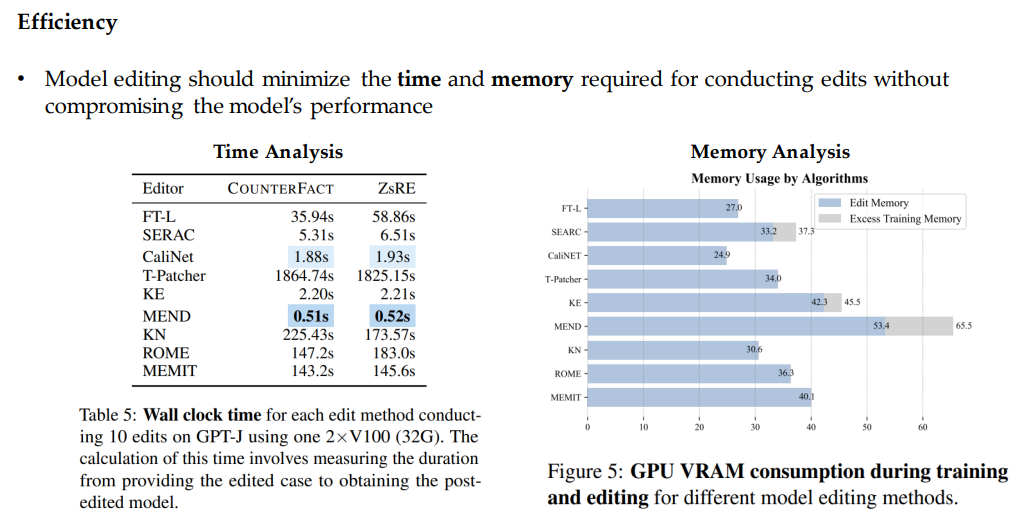 Efficiency
• Model editing should minimize the time and memory required for conducting edits without
compromising the model's performance
Time Analysis
Editor COUNTERFACT ZSRE
FT-L 35.94s 58.86s
SERAC 5.31s 6.51s
CaliNet 1.88s 1.93s
T-Patcher 1864.74s 1825.15s
KE 2.20s 2.21s
MEND 0.51s 0.52s
KN 225.43s 173.57s
ROME 147.2s 183.0s
MEMIT 143.2s 145.6s
Table 5: Wall clock time for each edit method conduct-
ing 10 edits on GPT-J using one 2×V100 (32G). The
calculation of this time involves measuring the duration
from providing the edited case to obtaining the post-
edited model.
Memory Analysis
Memory Usage by Algorithms
Edit Memory
Excess Training Memory
FT-L 27.0
SEARC 33.2 37.3
CaliNET 24.9
T-Patcher 34.0
KE 42.3 45.5
MEND 53.4 65.5
KN 30.6
ROME 36.3
MEMIT 40.1
0 10 20 30 40 50 60
Figure 5: GPU VRAM consumption during training
and editing for different model editing methods.